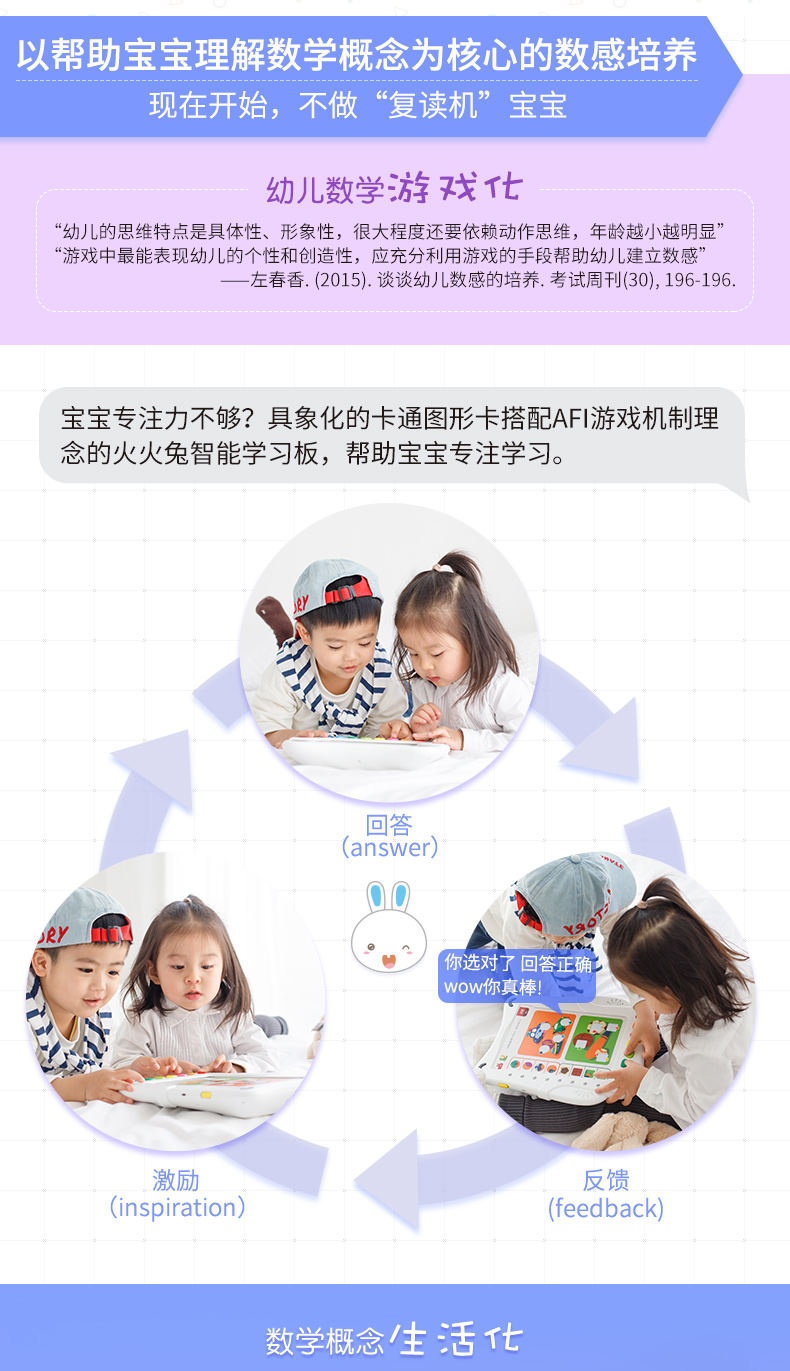 以帮助宝宝理解数学概念为核心的数感培养
现在开始，不做“复读机”宝宝
幼儿数学游戏化
“幼儿的思维特点是具体性、形象性，很大程度还要依赖动作思维，年龄越小越明显”
“游戏中最能表现幼儿的个性和创造性，应充分利用游戏的手段帮助幼儿建立数感”
——左春香. (2015). 谈谈幼儿数感的培养. 考试周刊(30), 196-196.
宝宝专注力不够？具象化的卡通图形卡搭配AFI游戏机制理
念的火火兔智能学习板，帮助宝宝专注学习。
回答
（answer）
你选对了 回答正确
wow你真棒！
激励
（inspiration）
反馈
(feedback)
数学概念生活化